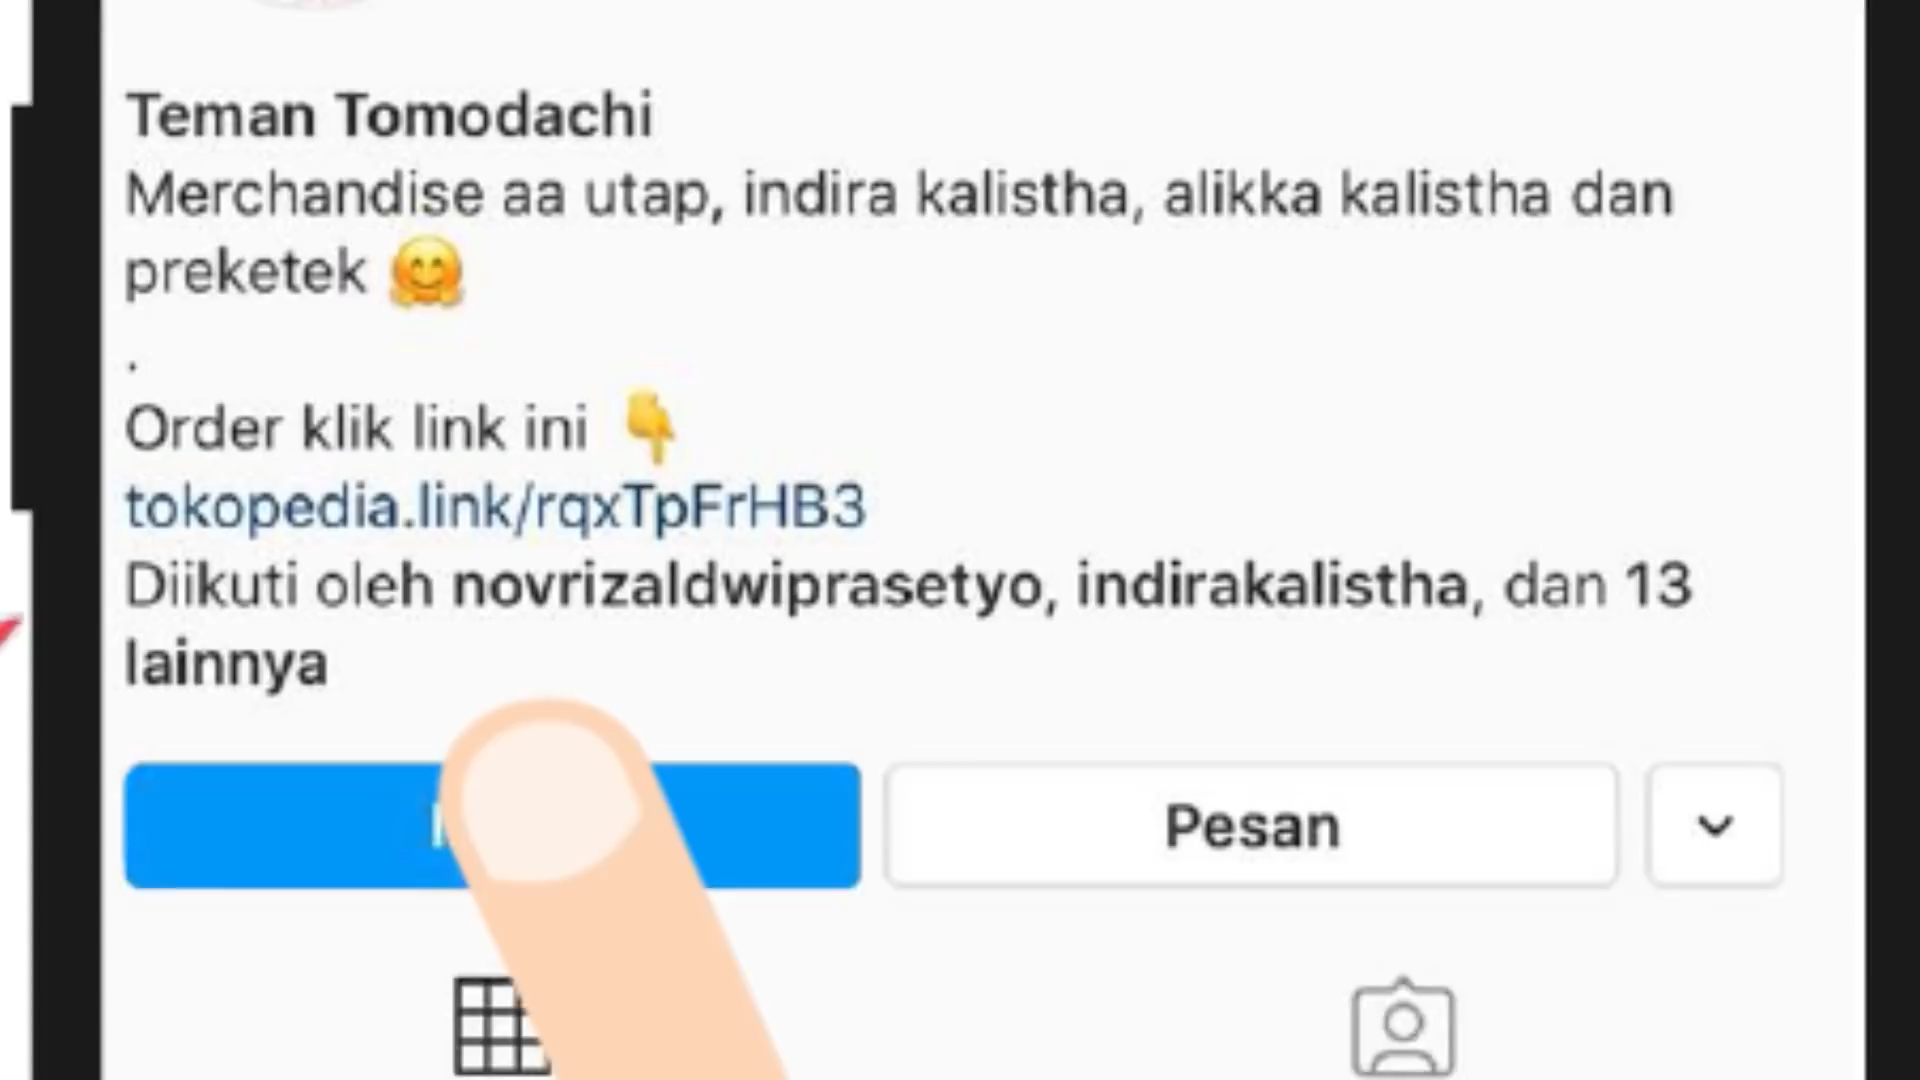 Teman Tomodachi
Merchandise aa utap, indira kalistha, alikka kalistha dan
preketek 🤗
.
Order klik link ini 👇
tokopedia.link/rqxTpFrHB3
Diikuti oleh novrizaldwiprasetyo, indirakalistha, dan 13
lainnya
Pesan